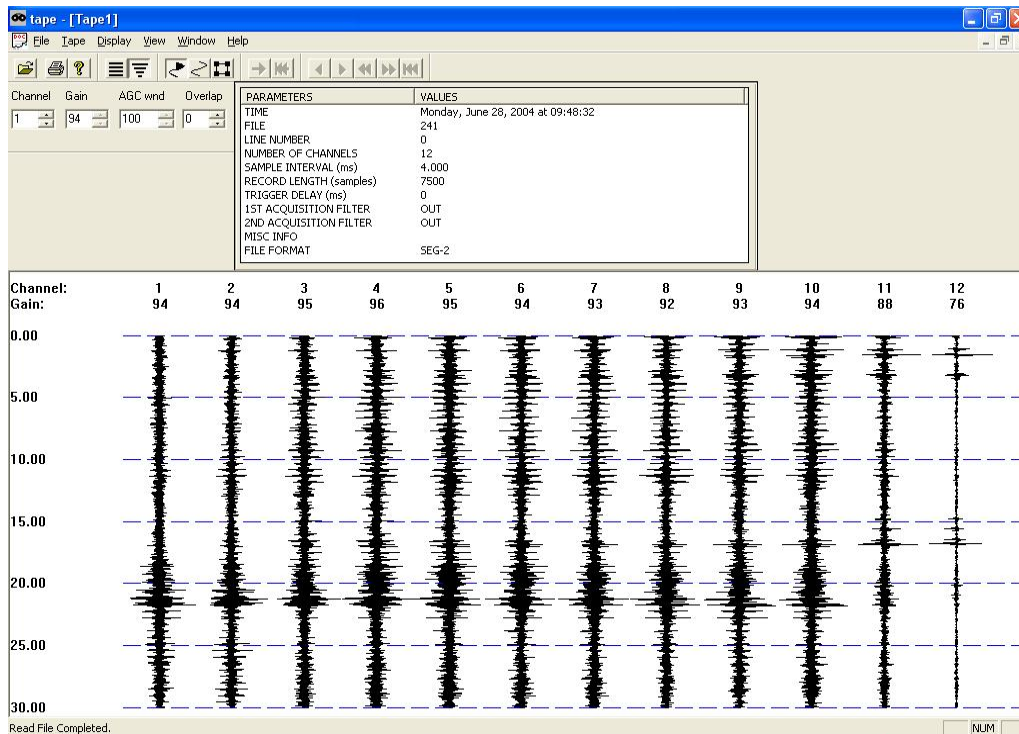 tape - [Tape1]
File Tape Display View Window Help
Channel Gain AGC wnd Overlap
1 94 100 0
PARAMETERS VALUES
TIME Monday, June 28, 2004 at 09:48:32
FILE 241
LINE NUMBER 0
NUMBER OF CHANNELS 12
SAMPLE INTERVAL (ms) 4.000
RECORD LENGTH (samples) 7500
TRIGGER DELAY (ms) 0
1ST ACQUISITION FILTER OUT
2ND ACQUISITION FILTER OUT
MISC INFO
FILE FORMAT SEG-2
Channel: 1 2 3 4 5 6 7 8 9 10 11 12
Gain: 94 94 95 96 95 94 93 92 93 94 88 76
0.00
5.00
10.00
15.00
20.00
25.00
30.00
Read File Completed. NUM